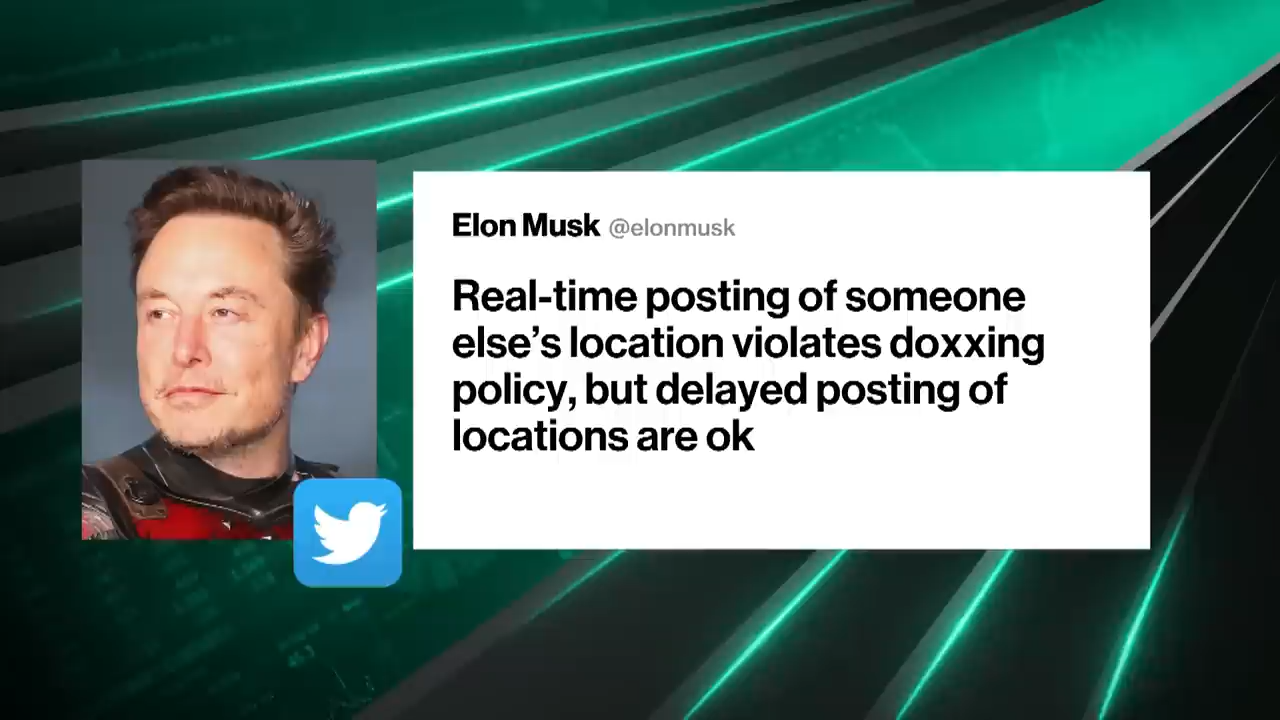 Elon Musk @elonmusk
Real-time posting of someone
else’s location violates doxxing
policy, but delayed posting of
locations are ok